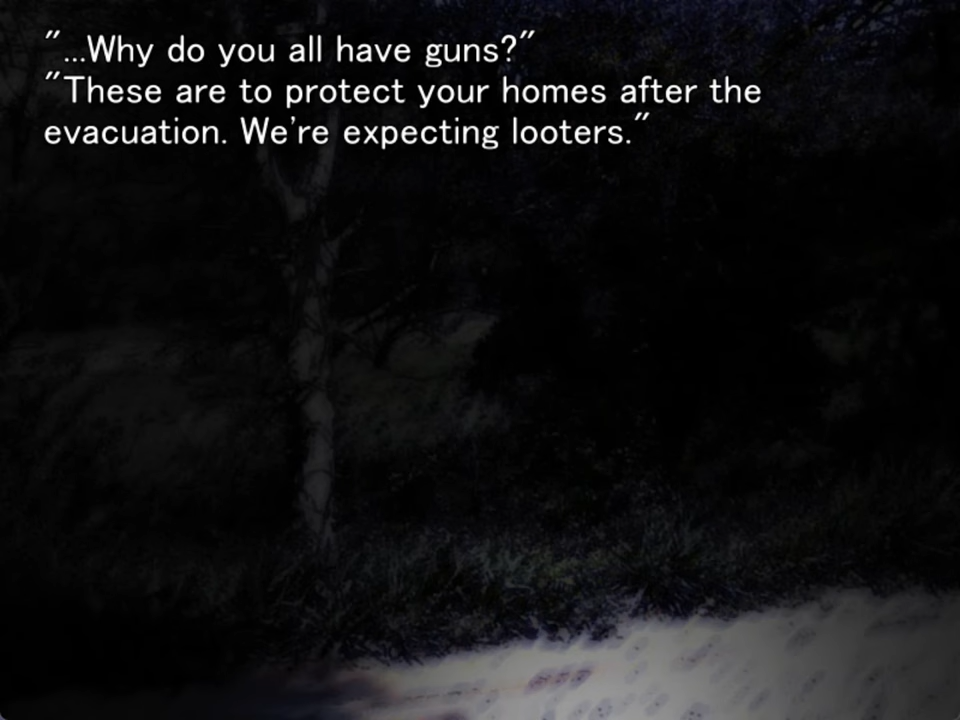 "...Why do you all have guns?"
"These are to protect your homes after the
evacuation. We're expecting looters."